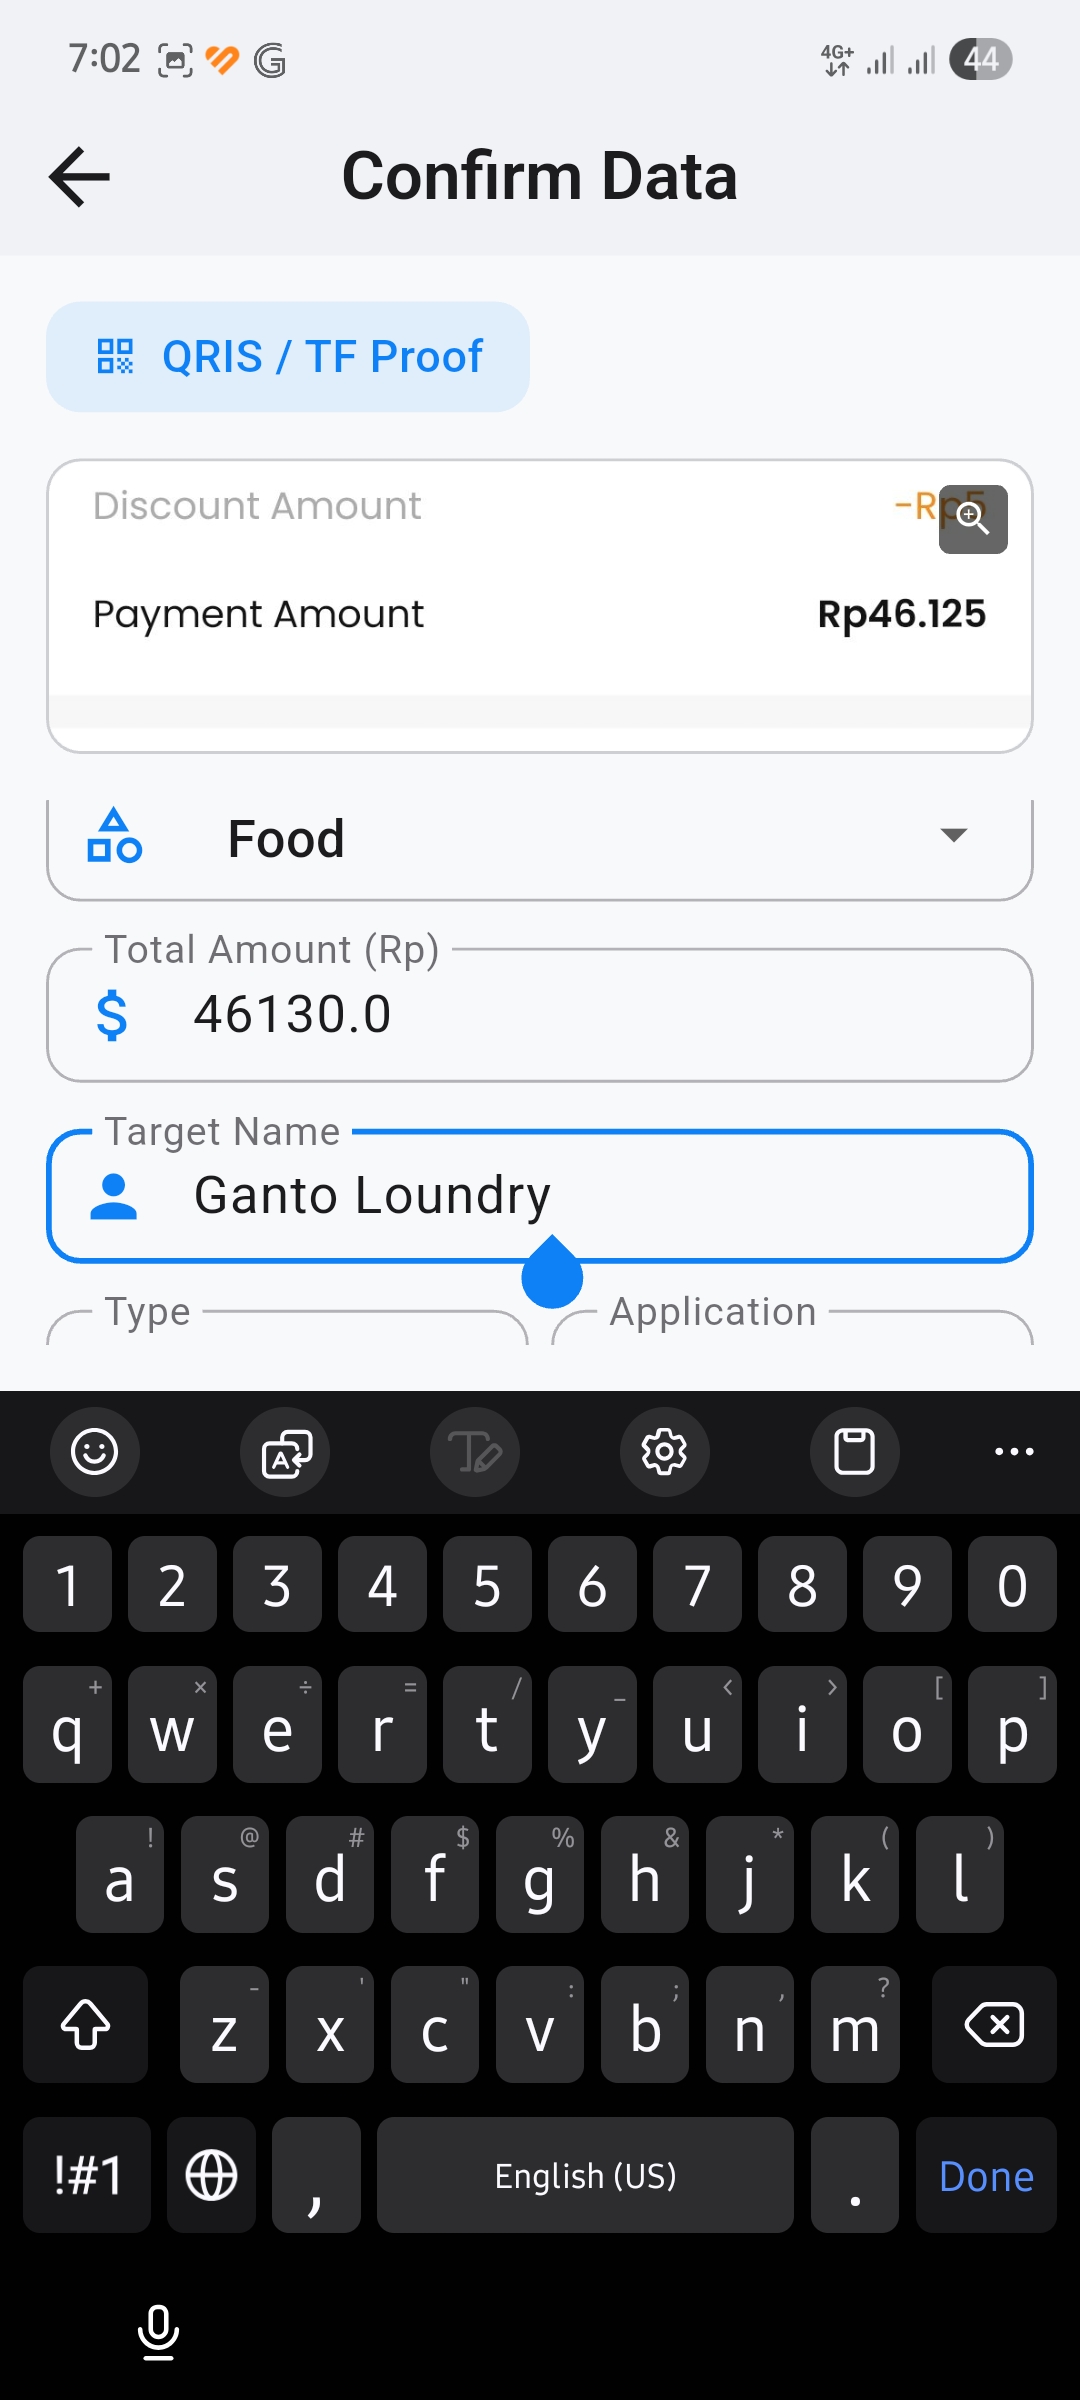 7:02 4G+ 44
Confirm Data
QRIS / TF Proof
Discount Amount -Rp5
Payment Amount Rp46.125
Food
Total Amount (Rp)
$ 46130.0
Target Name
Ganto Loundry
Type Application
1 2 3 4 5 6 7 8 9 0
+ × ÷ = / _ < > [ ]
q w e r t y u i o p
! @ # $ % & * ( )
a s d f g h j k l
- ' " : ; , ?
z x c v b n m
!#1 , English (US) . Done